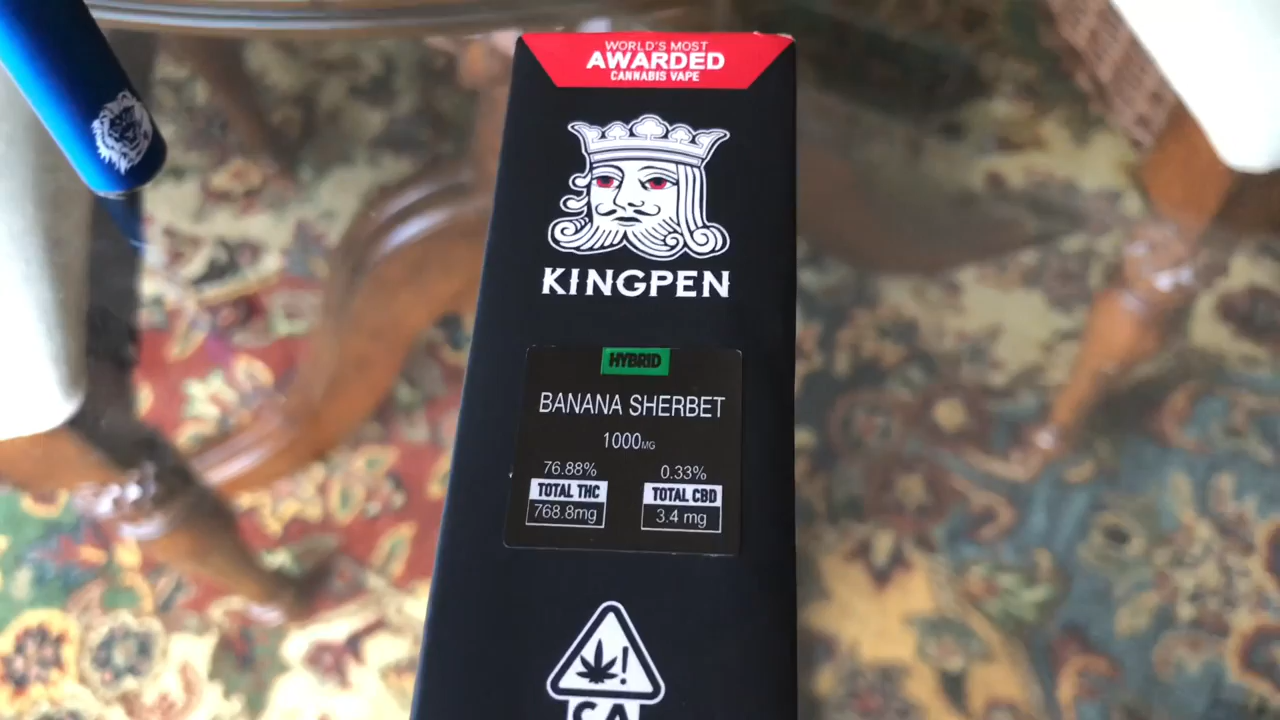 WORLD'S MOST
AWARDED
CANNABIS VAPE
KINGPEN
HYBRID
BANANA SHERBET
1000MG
76.88%
TOTAL THC
768.8mg
0.33%
TOTAL CBD
3.4 mg
!
CA